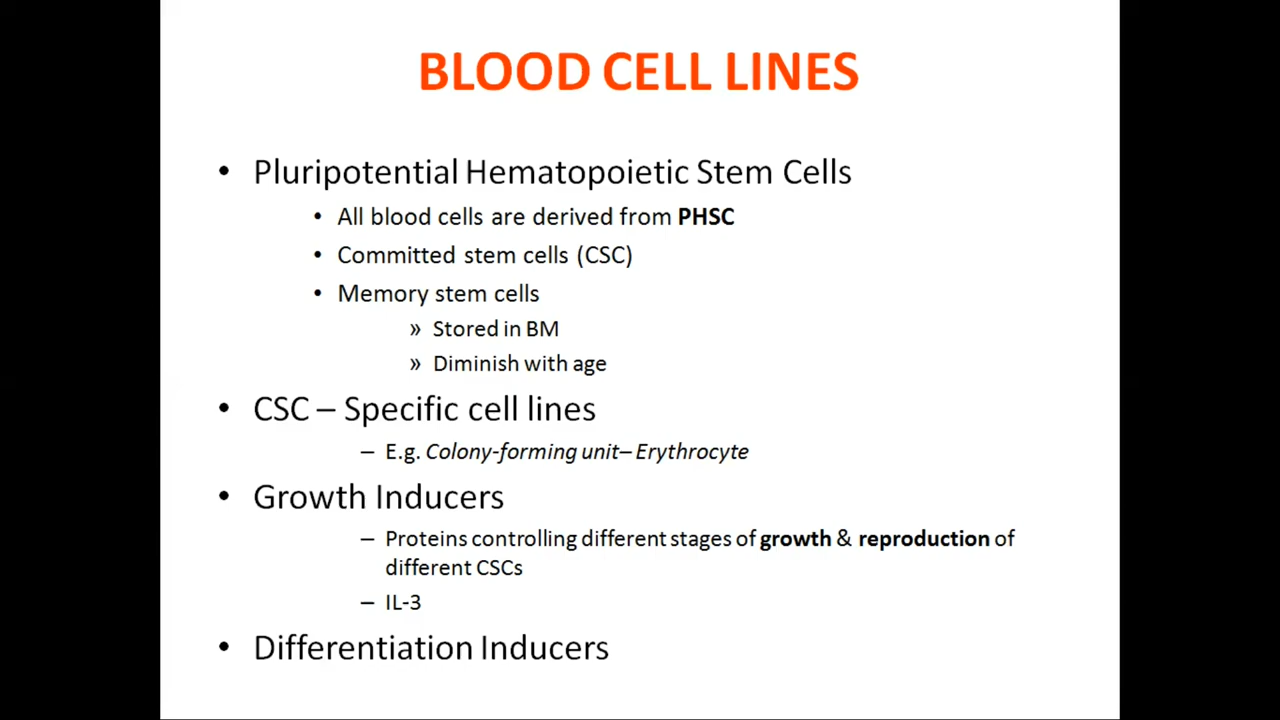 BLOOD CELL LINES
• Pluripotential Hematopoietic Stem Cells
• All blood cells are derived from PHSC
• Committed stem cells (CSC)
• Memory stem cells
» Stored in BM
» Diminish with age
• CSC – Specific cell lines
– E.g. Colony-forming unit– Erythrocyte
• Growth Inducers
– Proteins controlling different stages of growth & reproduction of
different CSCs
– IL-3
• Differentiation Inducers